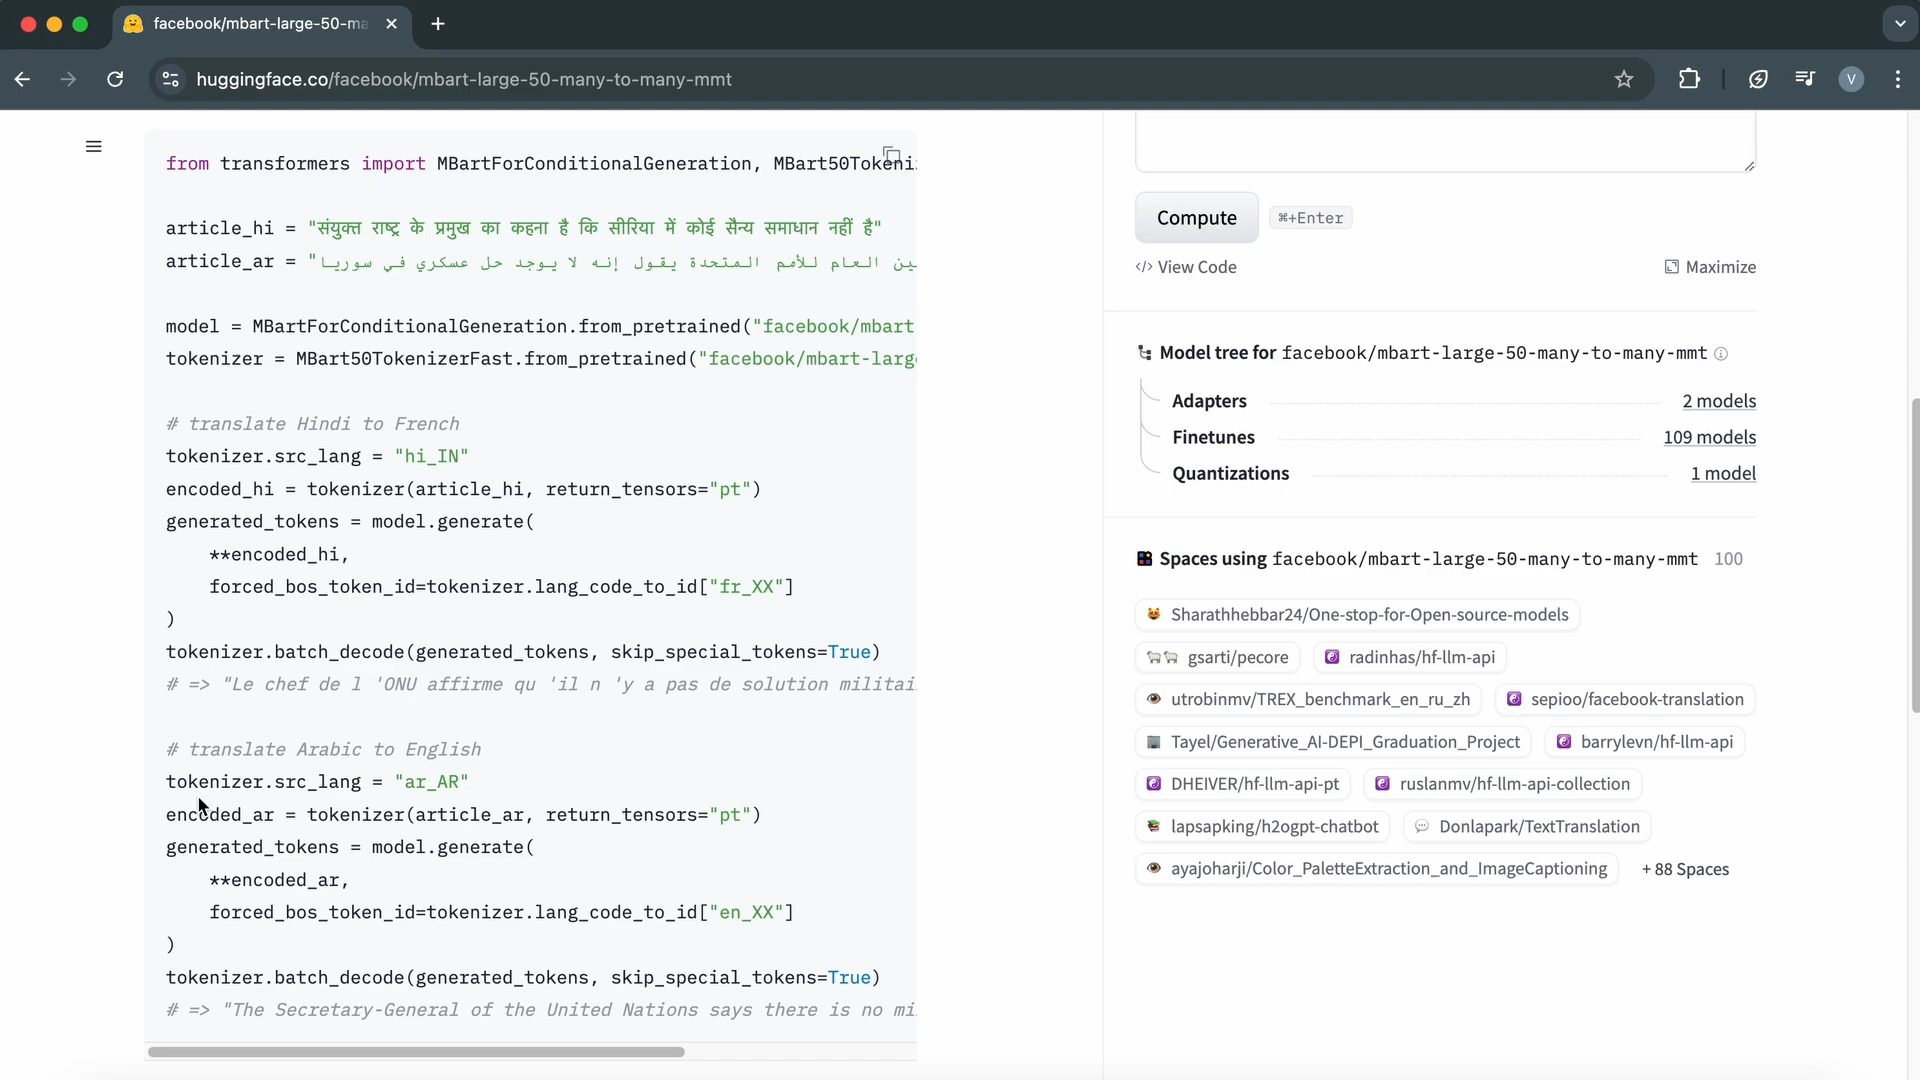 facebook/mbart-large-50-ma
huggingface.co/facebook/mbart-large-50-many-to-many-mmt
V
from transformers import MBartForConditionalGeneration, MBart50Tokeni
article_hi = "संयुक्त राष्ट्र के प्रमुख का कहना है कि सीरिया में कोई सैन्य समाधान नहीं है"
article_ar = "ين العام للأمم المتحدة يقول إنه لا يوجد حل عسكري في سوريا
model = MBartForConditionalGeneration.from_pretrained("facebook/mbart
tokenizer = MBart50TokenizerFast.from_pretrained("facebook/mbart-larg
# translate Hindi to French
tokenizer.src_lang = "hi_IN"
encoded_hi = tokenizer(article_hi, return_tensors="pt")
generated_tokens = model.generate(
    **encoded_hi,
    forced_bos_token_id=tokenizer.lang_code_to_id["fr_XX"]
)
tokenizer.batch_decode(generated_tokens, skip_special_tokens=True)
# => "Le chef de l 'ONU affirme qu 'il n 'y a pas de solution militai
# translate Arabic to English
tokenizer.src_lang = "ar_AR"
encoded_ar = tokenizer(article_ar, return_tensors="pt")
generated_tokens = model.generate(
    **encoded_ar,
    forced_bos_token_id=tokenizer.lang_code_to_id["en_XX"]
)
tokenizer.batch_decode(generated_tokens, skip_special_tokens=True)
# => "The Secretary-General of the United Nations says there is no mi
Compute ⌘+Enter
</> View Code Maximize
Model tree for facebook/mbart-large-50-many-to-many-mmt
Adapters 2 models
Finetunes 109 models
Quantizations 1 model
Spaces using facebook/mbart-large-50-many-to-many-mmt 100
Sharathhebbar24/One-stop-for-Open-source-models
gsarti/pecore radinhas/hf-llm-api
utrobinmv/TREX_benchmark_en_ru_zh sepioo/facebook-translation
Tayel/Generative_AI-DEPI_Graduation_Project barrylevn/hf-llm-api
DHEIVER/hf-llm-api-pt ruslanmv/hf-llm-api-collection
lapsapking/h2ogpt-chatbot Donlapark/TextTranslation
ayajoharji/Color_PaletteExtraction_and_ImageCaptioning + 88 Spaces